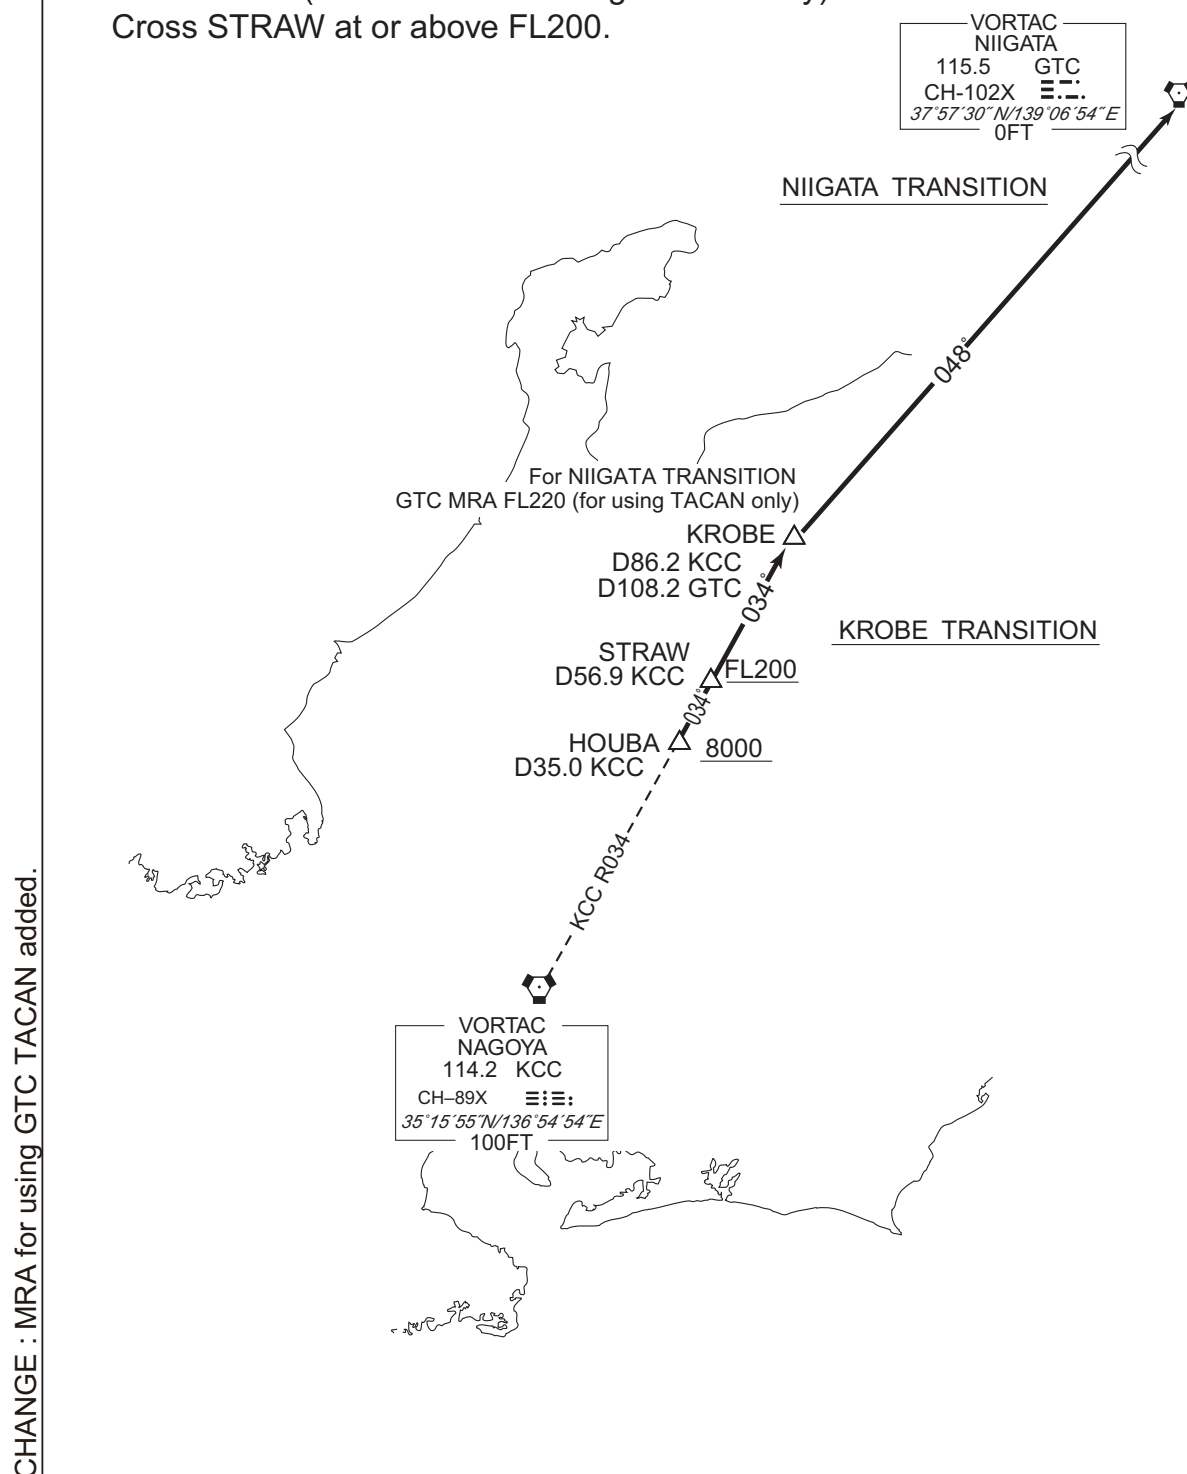 Cross STRAW at or above FL200.
VORTAC
NIIGATA
115.5 GTC
CH-102X
37°57′30″N/139°06′54″E
0FT
NIIGATA TRANSITION
048°
For NIIGATA TRANSITION
GTC MRA FL220 (for using TACAN only)
KROBE
D86.2 KCC
D108.2 GTC
034°
KROBE TRANSITION
STRAW
D56.9 KCC
FL200
034°
HOUBA
D35.0 KCC
8000
KCC R034
VORTAC
NAGOYA
114.2 KCC
CH–89X
35°15′55″N/136°54′54″E
100FT
CHANGE : MRA for using GTC TACAN added.